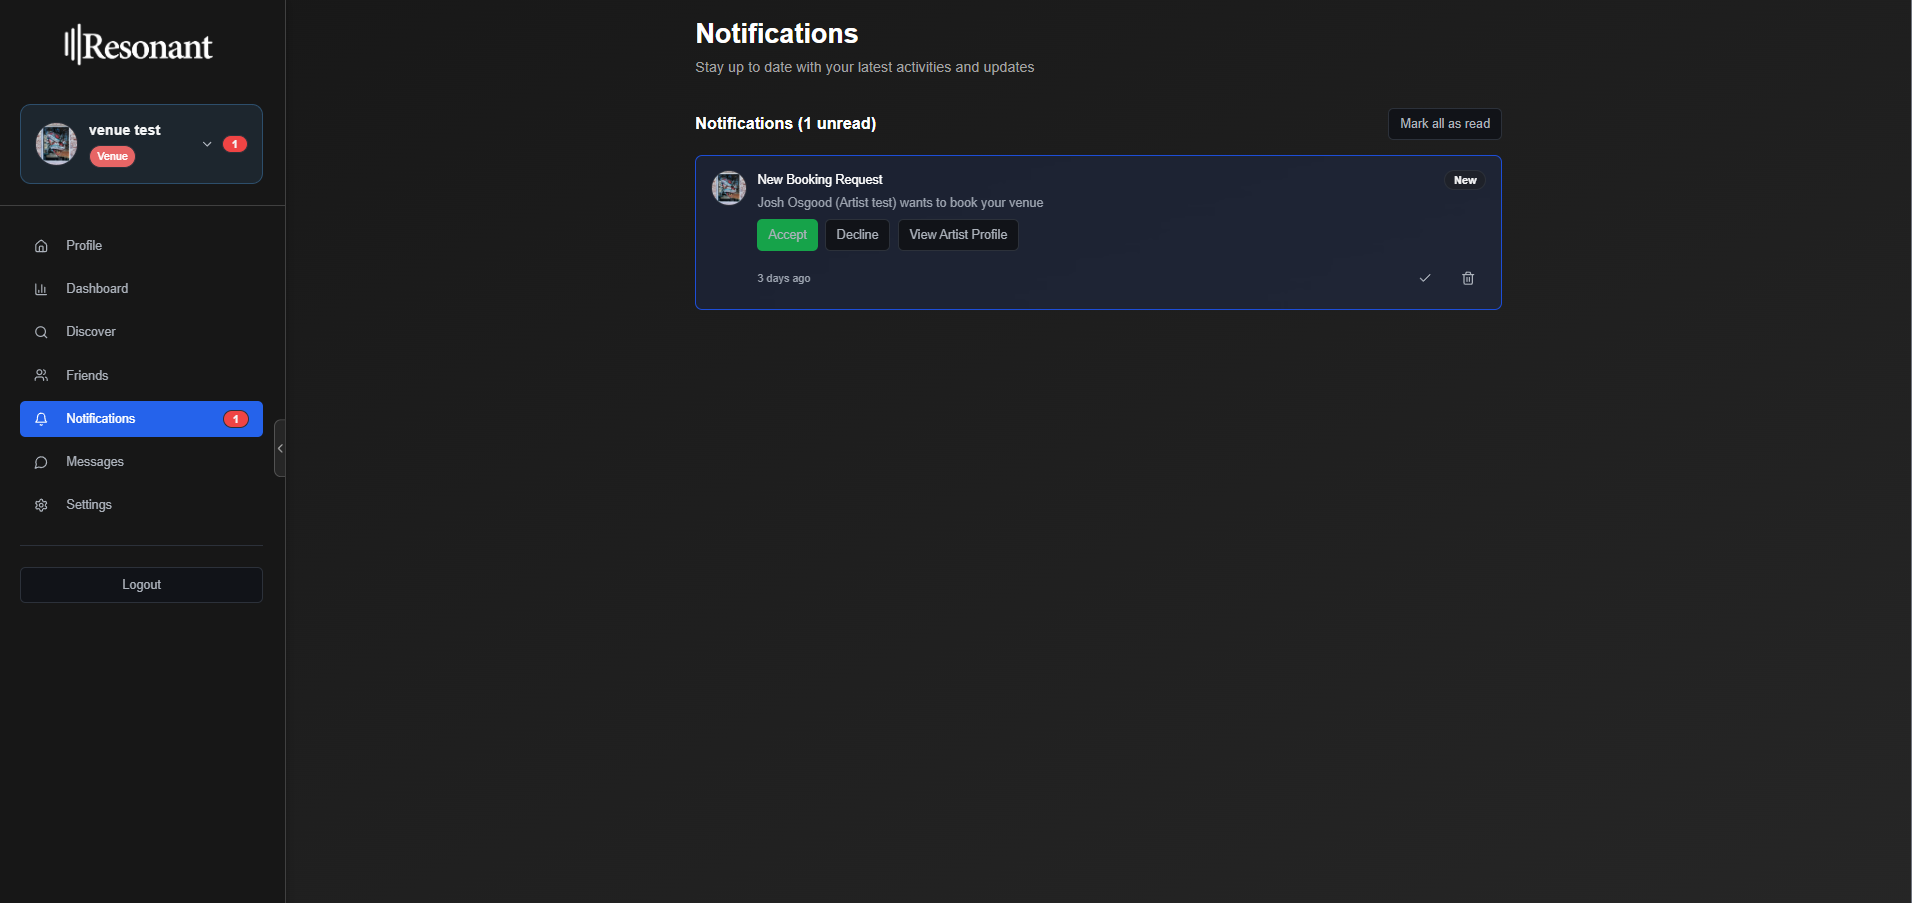 Resonant
venue test
Venue
1
Profile
Dashboard
Discover
Friends
Notifications
1
Messages
Settings
Logout
Notifications
Stay up to date with your latest activities and updates
Notifications (1 unread)
Mark all as read
New Booking Request
New
Josh Osgood (Artist test) wants to book your venue
Accept
Decline
View Artist Profile
3 days ago